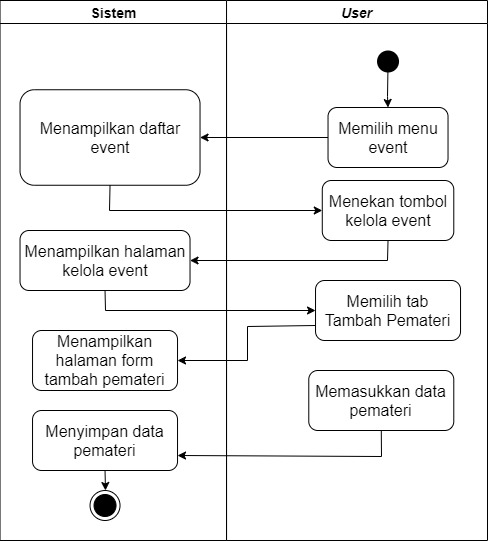 Sistem
User
Memilih menu
event
Menampilkan daftar
event
Menekan tombol
kelola event
Menampilkan halaman
kelola event
Memilih tab
Tambah Pemateri
Menampilkan
halaman form
tambah pemateri
Memasukkan data
pemateri
Menyimpan data
pemateri